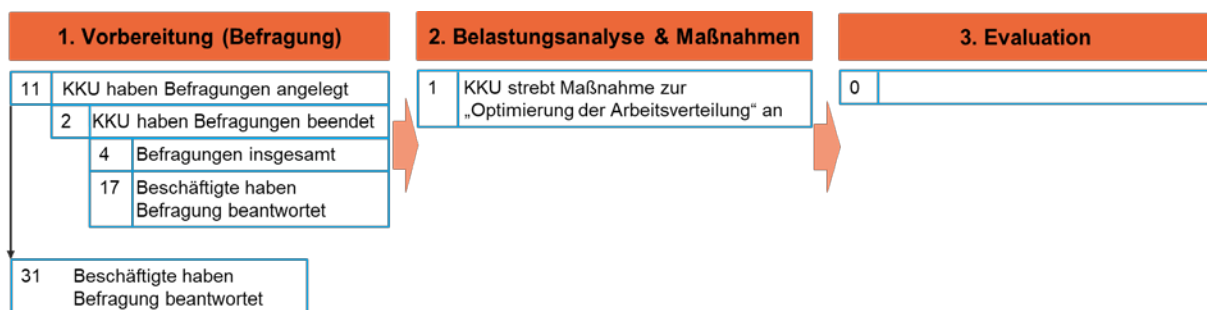 1. Vorbereitung (Befragung)
11 KKU haben Befragungen angelegt
2 KKU haben Befragungen beendet
4 Befragungen insgesamt
17 Beschäftigte haben
Befragung beantwortet
31 Beschäftigte haben
Befragung beantwortet
2. Belastungsanalyse & Maßnahmen
1 KKU strebt Maßnahme zur
„Optimierung der Arbeitsverteilung“ an
3. Evaluation
0